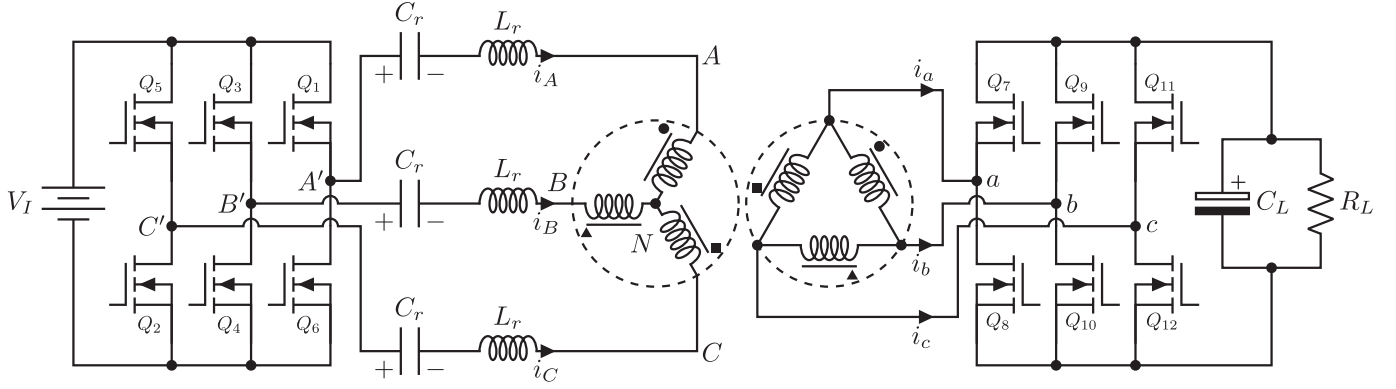 C_r
L_r
i_A
A
i_a
Q_5
Q_3
Q_1
Q_7
Q_9
Q_11
+ −
V_I
A′
B′
C′
C_r
L_r
B
i_B
N
a
b
c
i_b
+
C_L
R_L
+ −
Q_2
Q_4
Q_6
C_r
L_r
i_C
C
i_c
Q_8
Q_10
Q_12
+ −